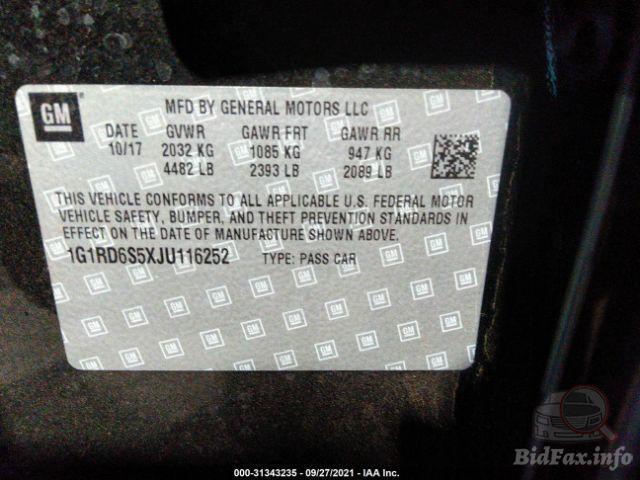 GM
MFD BY GENERAL MOTORS LLC
DATE GVWR GAWR FRT GAWR RR
10/17 2032 KG 1085 KG 947 KG
4482 LB 2393 LB 2089 LB
THIS VEHICLE CONFORMS TO ALL APPLICABLE U.S. FEDERAL MOTOR
VEHICLE SAFETY, BUMPER, AND THEFT PREVENTION STANDARDS IN
EFFECT ON THE DATE OF MANUFACTURE SHOWN ABOVE.
1G1RD6S5XJU116252 TYPE: PASS CAR
000-31343235 - 09/27/2021 - IAA Inc.
BidFax.info